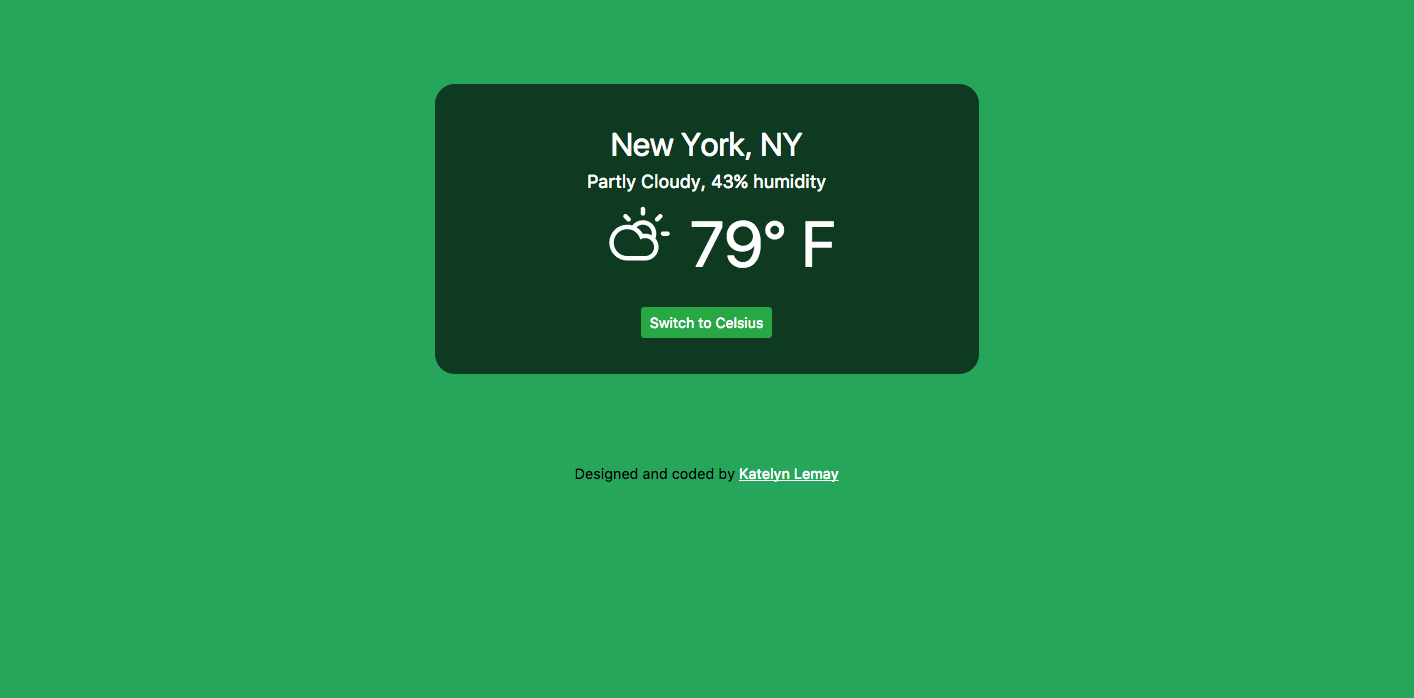 New York, NY
Partly Cloudy, 43% humidity
79° F
Switch to Celsius
Designed and coded by Katelyn Lemay